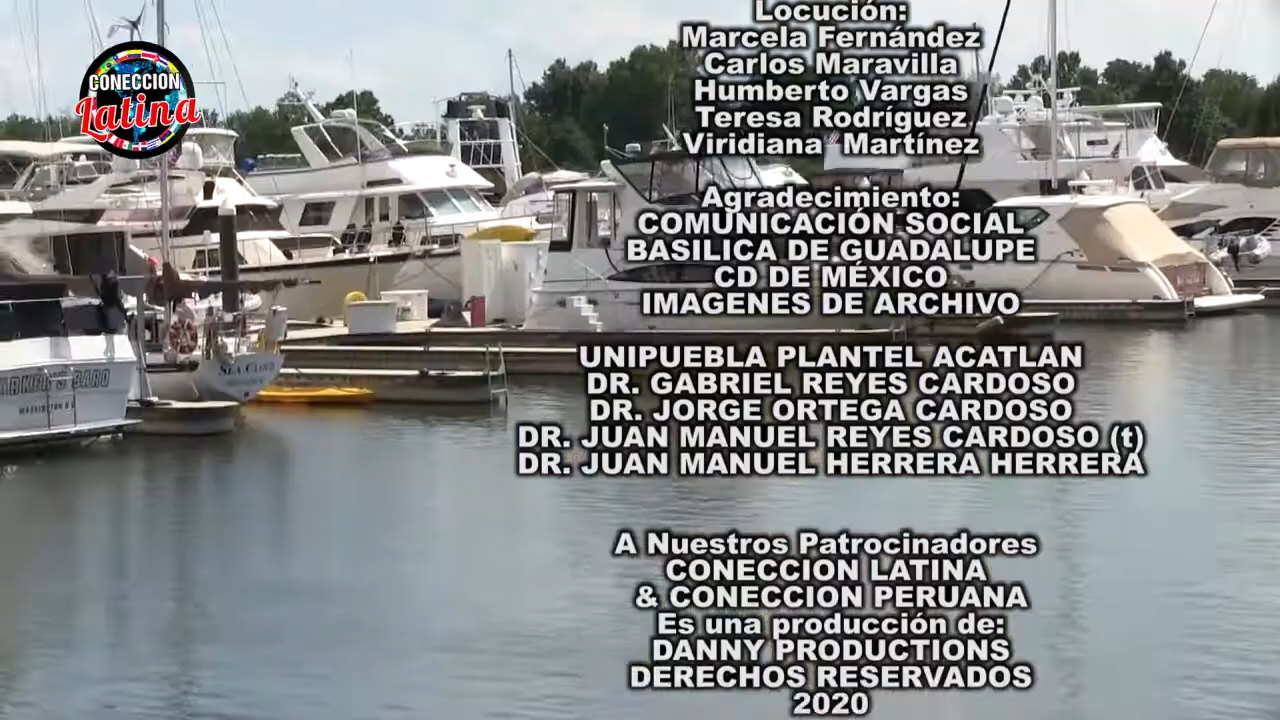 CONECCION
Latina
Locución:
Marcela Fernández
Carlos Maravilla
Humberto Vargas
Teresa Rodríguez
Viridiana Martínez
Agradecimiento:
COMUNICACIÓN SOCIAL
BASILICA DE GUADALUPE
CD DE MÉXICO
IMAGENES DE ARCHIVO
UNIPUEBLA PLANTEL ACATLAN
DR. GABRIEL REYES CARDOSO
DR. JORGE ORTEGA CARDOSO
DR. JUAN MANUEL REYES CARDOSO (t)
DR. JUAN MANUEL HERRERA HERRERA
A Nuestros Patrocinadores
CONECCION LATINA
& CONECCION PERUANA
Es una producción de:
DANNY PRODUCTIONS
DERECHOS RESERVADOS
2020
SEA